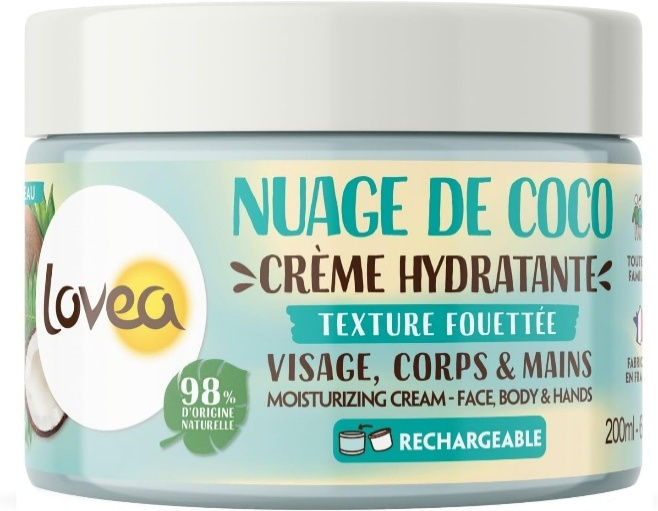 lovea
NUAGE DE COCO
CRÈME HYDRATANTE
TEXTURE FOUETTÉE
VISAGE, CORPS & MAINS
MOISTURIZING CREAM - FACE, BODY & HANDS
98%
D'ORIGINE
NATURELLE
RECHARGEABLE
200ml